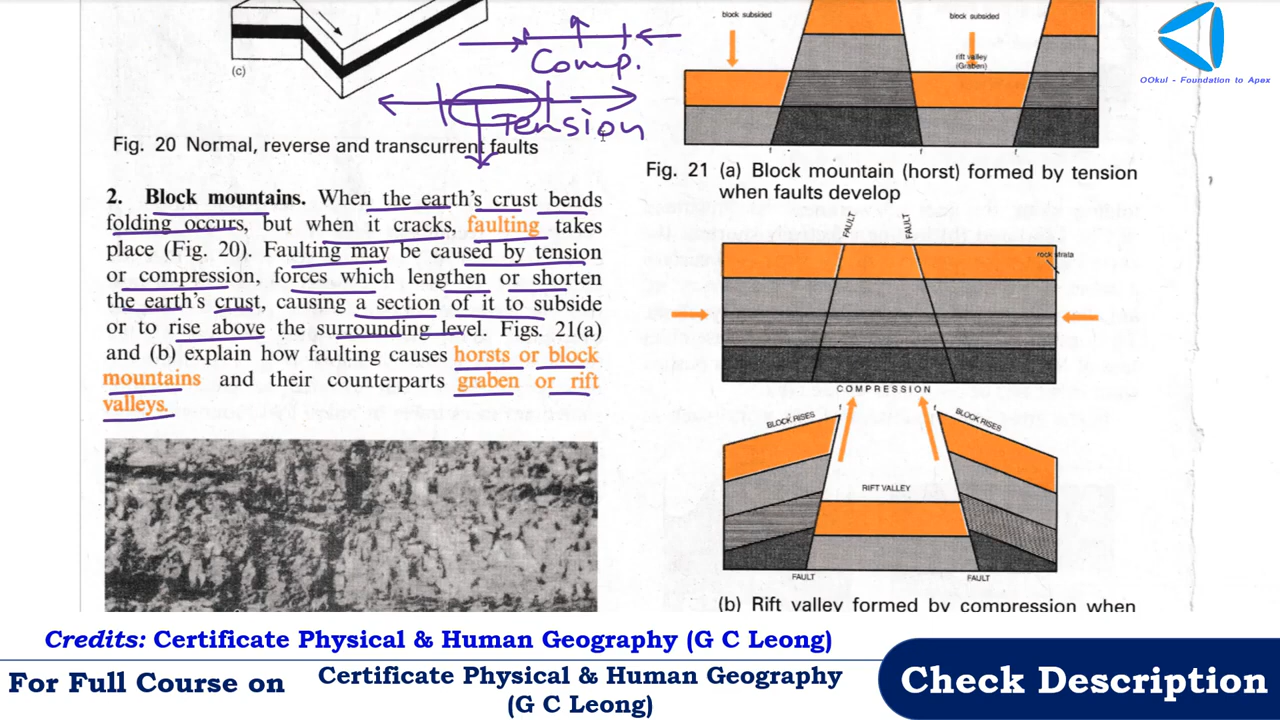 (c)
Comp.
Tension
Fig. 20 Normal, reverse and transcurrent faults
2. Block mountains. When the earth's crust bends
folding occurs, but when it cracks, faulting takes
place (Fig. 20). Faulting may be caused by tension
or compression, forces which lengthen or shorten
the earth's crust, causing a section of it to subside
or to rise above the surrounding level. Figs. 21(a)
and (b) explain how faulting causes horsts or block
mountains and their counterparts graben or rift
valleys.
block subsided
block subsided
rift valley
(Graben)
f
f
f
Fig. 21 (a) Block mountain (horst) formed by tension
when faults develop
FAULT
FAULT
rock strata
COMPRESSION
BLOCK RISES
f
f
BLOCK RISES
RIFT VALLEY
FAULT
FAULT
(b) Rift valley formed by compression when
OOkul - Foundation to Apex
Credits: Certificate Physical & Human Geography (G C Leong)
For Full Course on
Certificate Physical & Human Geography
(G C Leong)
Check Description